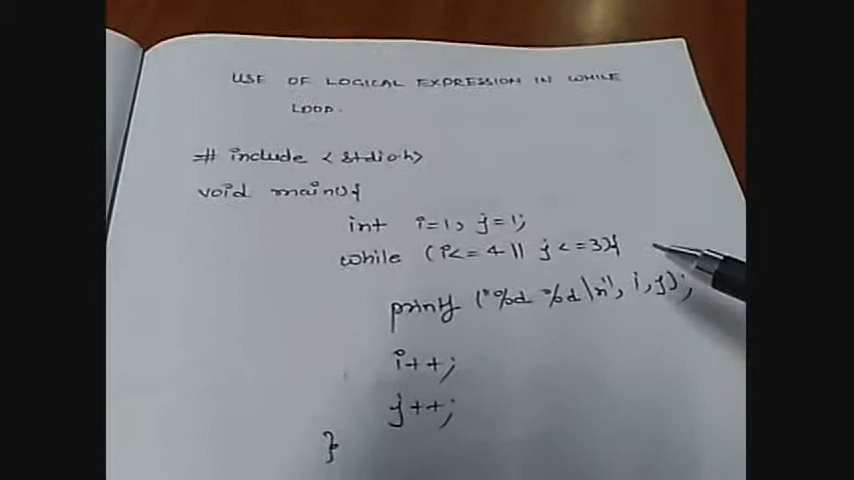 USE OF LOGICAL EXPRESSION IN WHILE
LOOP.
# include <stdio.h>
void main(){
int i=1, j=1;
while (i<=4 || j<=3){
printf ("%d %d\n", i, j);
i++;
j++;
}